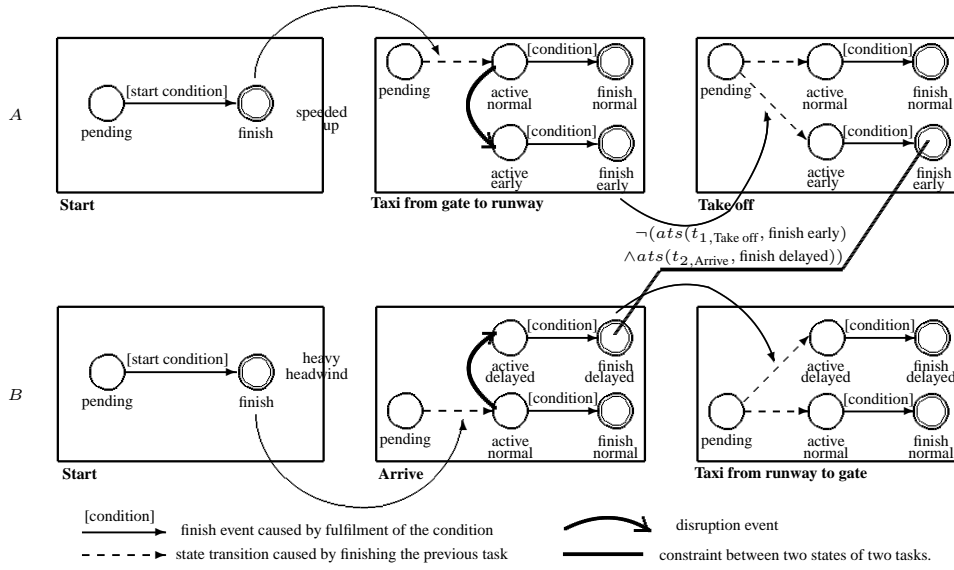 A
[start condition]
pending
finish
speeded
up
Start
pending
[condition]
active
normal
finish
normal
[condition]
active
early
finish
early
Taxi from gate to runway
pending
[condition]
active
normal
finish
normal
[condition]
active
early
finish
early
Take off
¬(ats(t1,Take off, finish early)
∧ats(t2,Arrive, finish delayed))
B
[start condition]
pending
finish
heavy
headwind
Start
[condition]
active
delayed
finish
delayed
pending
[condition]
active
normal
finish
normal
Arrive
[condition]
active
delayed
finish
delayed
pending
[condition]
active
normal
finish
normal
Taxi from runway to gate
[condition]
finish event caused by fulfilment of the condition
state transition caused by finishing the previous task
disruption event
constraint between two states of two tasks.